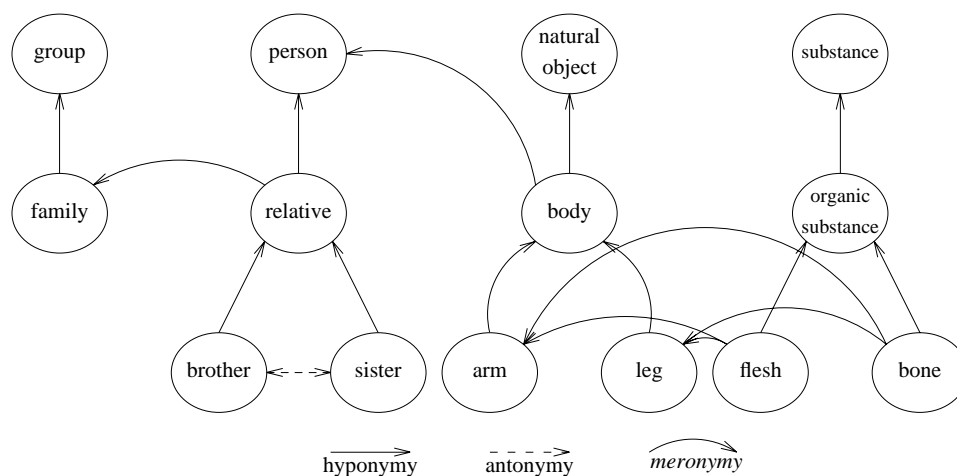 group
person
natural
object
substance
family
relative
body
organic
substance
brother
sister
arm
leg
flesh
bone
hyponymy
antonymy
meronymy